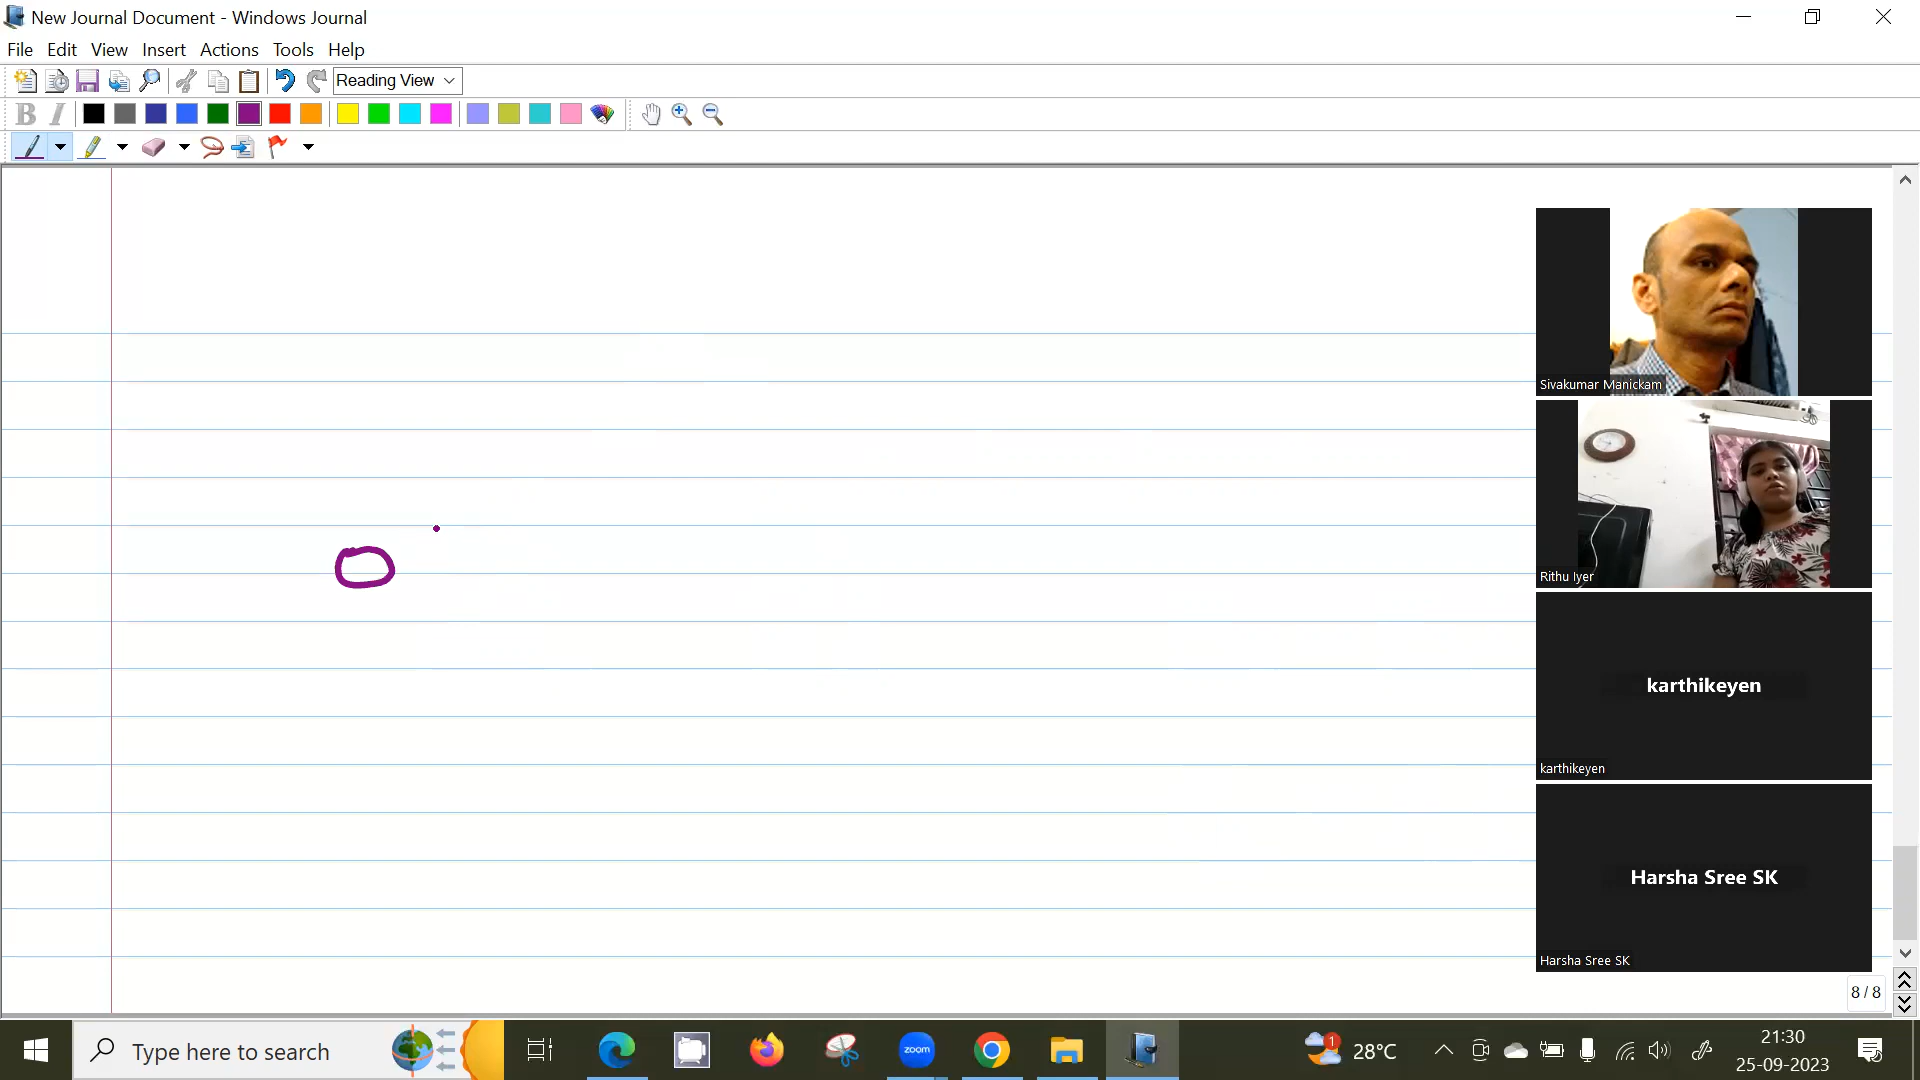 New Journal Document - Windows Journal
File Edit View Insert Actions Tools Help
Reading View
B I
Sivakumar Manickam
Rithu Iyer
karthikeyen
karthikeyen
Harsha Sree SK
Harsha Sree SK
8 / 8
Type here to search
zoom
1
28°C
21:30
25-09-2023